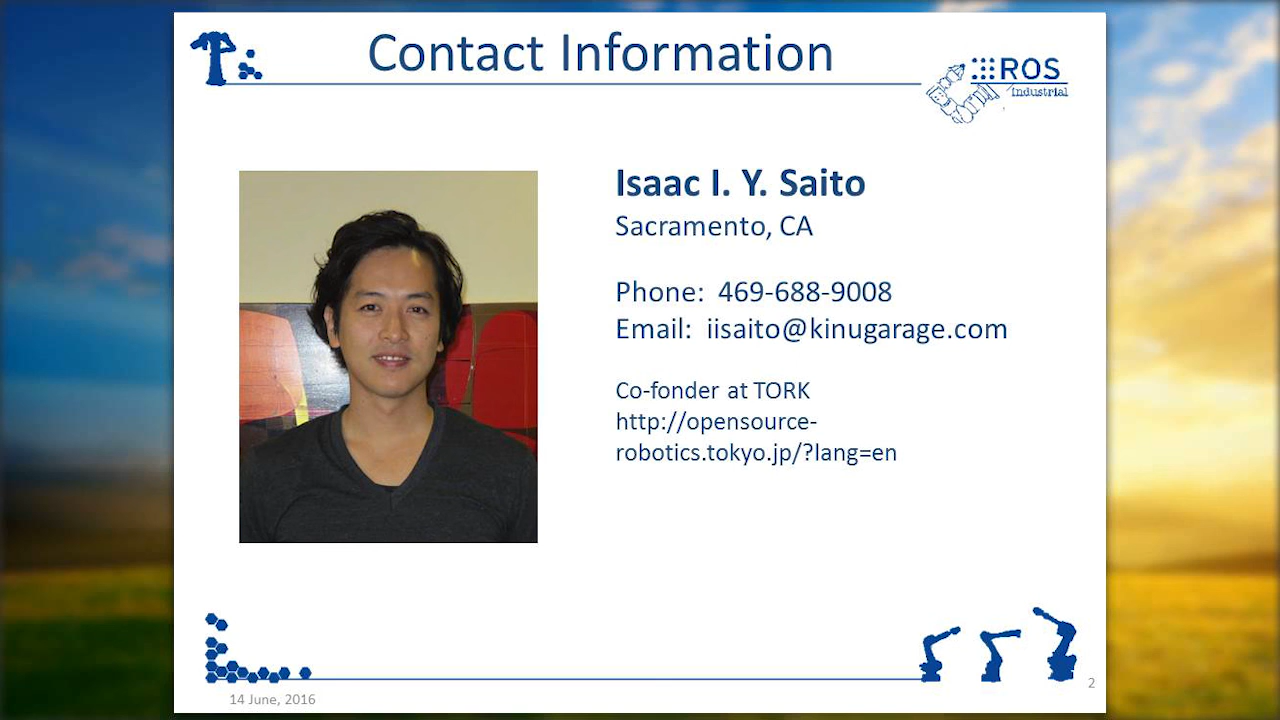 Contact Information
ROS
Industrial
Isaac I. Y. Saito
Sacramento, CA
Phone: 469-688-9008
Email: iisaito@kinugarage.com
Co-fonder at TORK
http://opensource-
robotics.tokyo.jp/?lang=en
14 June, 2016
2